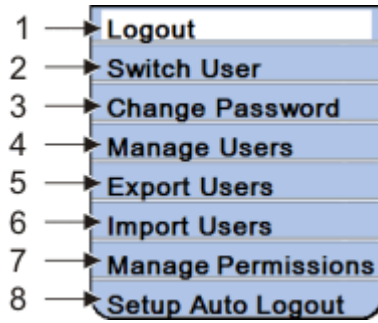 1 Logout
2 Switch User
3 Change Password
4 Manage Users
5 Export Users
6 Import Users
7 Manage Permissions
8 Setup Auto Logout